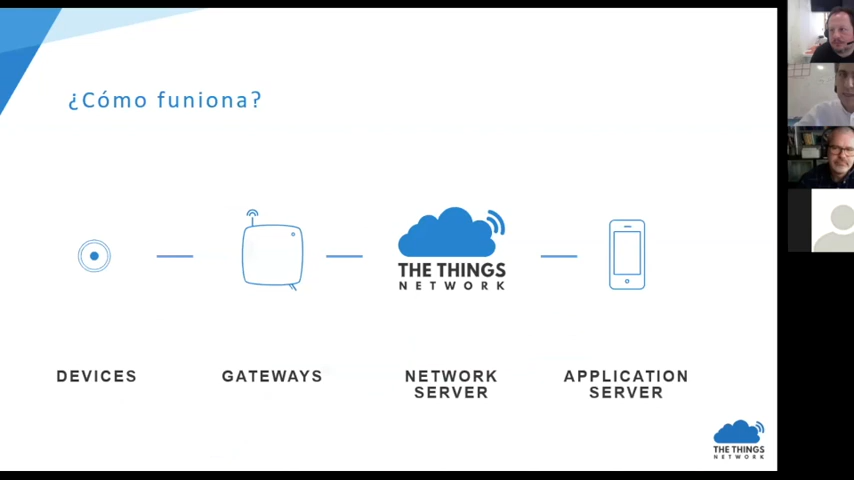 ¿Cómo funiona?
THE THINGS
NETWORK
DEVICES
GATEWAYS
NETWORK
SERVER
APPLICATION
SERVER
THE THINGS
NETWORK